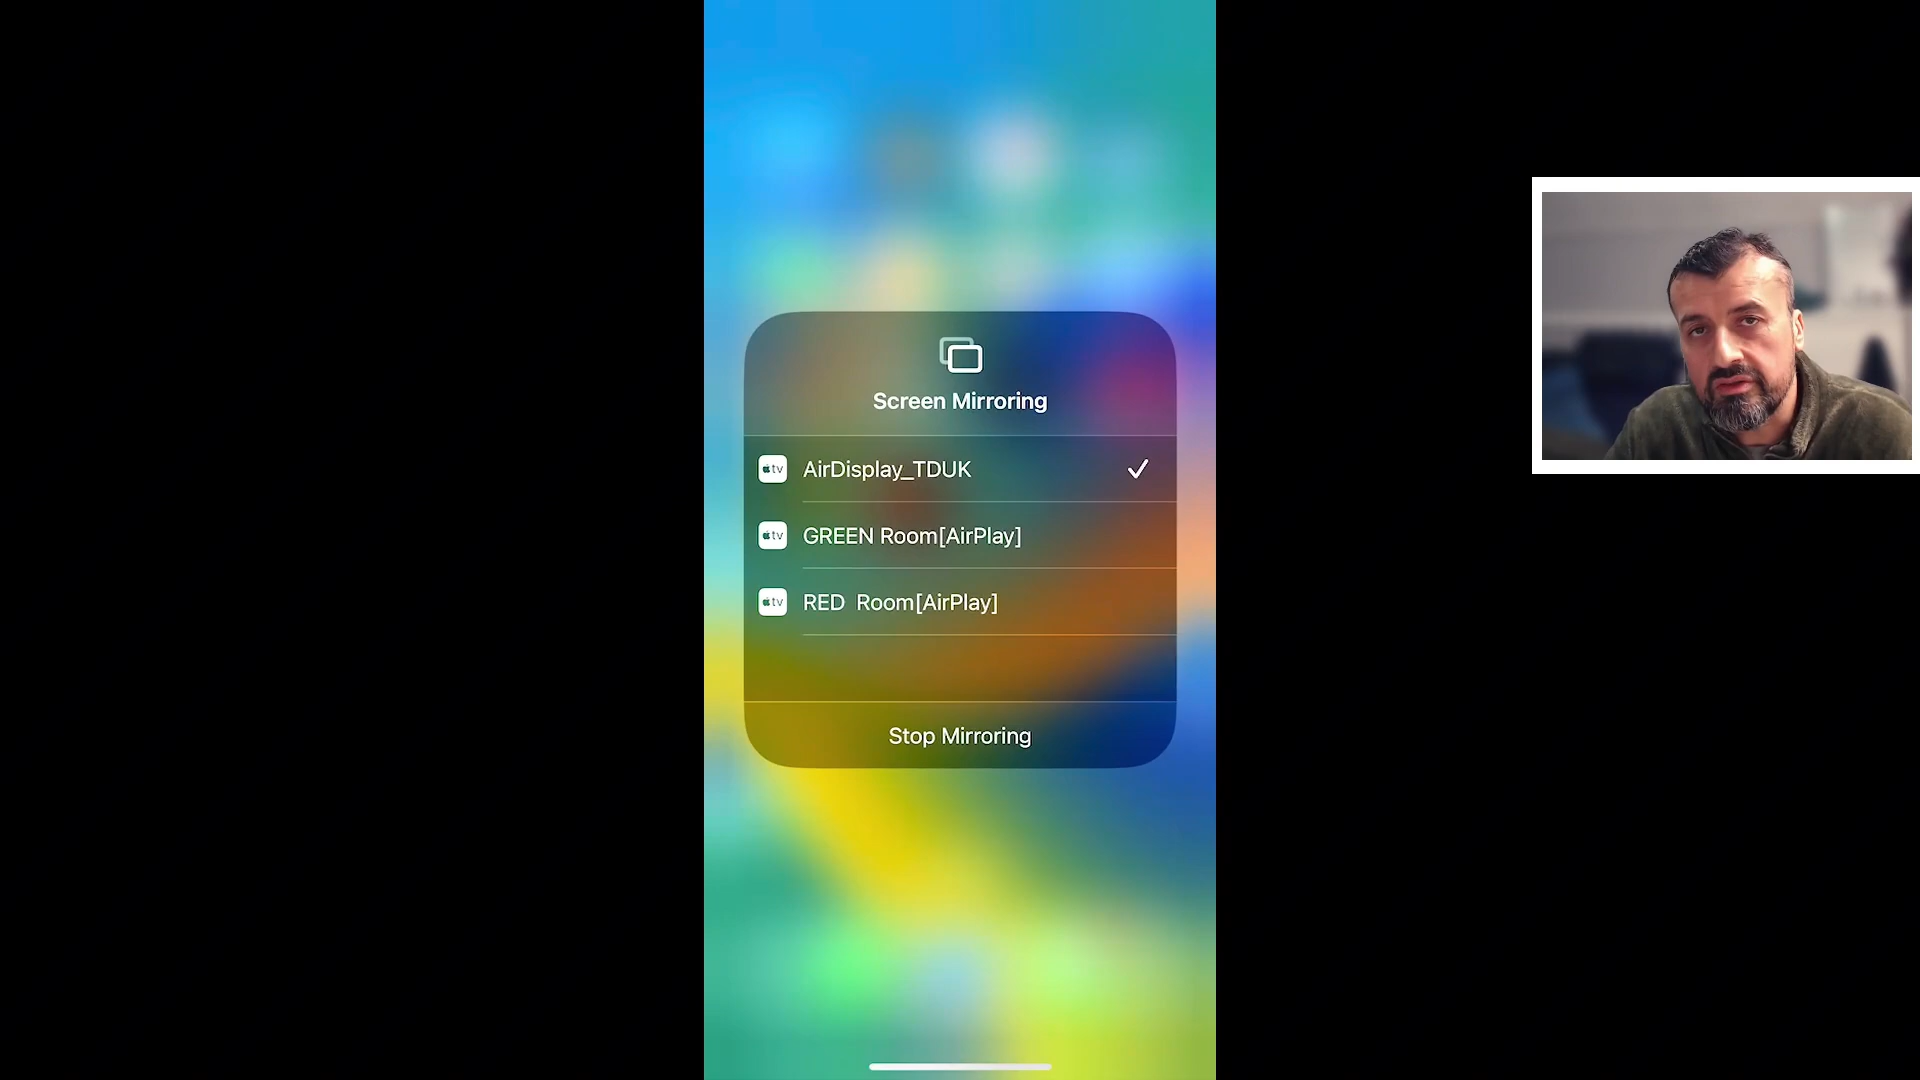 Screen Mirroring
tv AirDisplay_TDUK
tv GREEN Room[AirPlay]
tv RED  Room[AirPlay]
Stop Mirroring